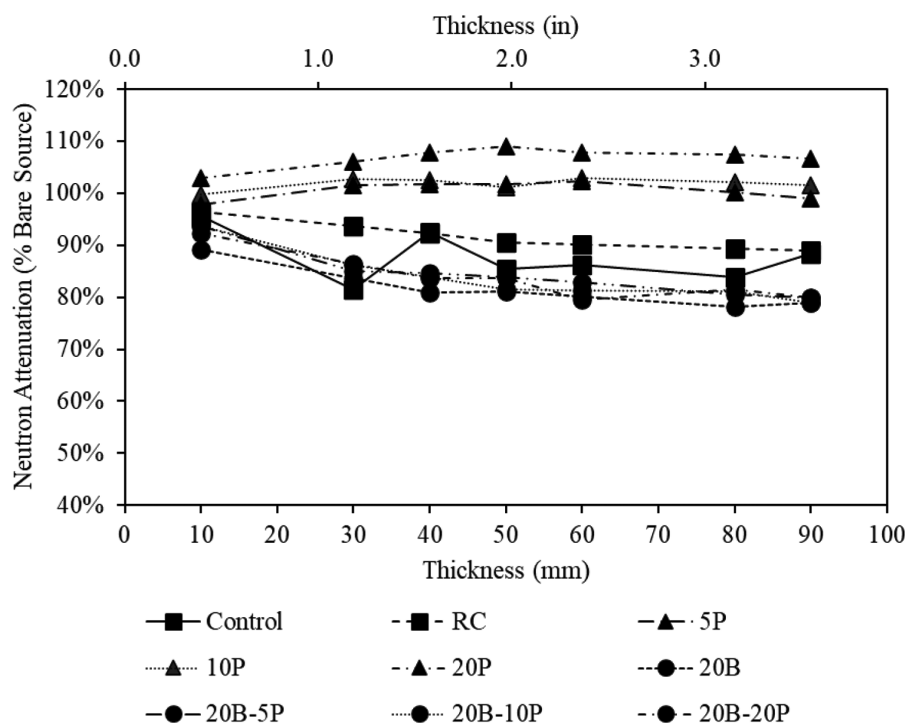 Thickness (in)
0.0 1.1 2.0 3.0
120%
110%
100%
90%
80%
70%
60%
50%
40%
Neutron Attenuation (% Bare Source)
0 10 20 30 40 50 60 70 80 90 100
Thickness (mm)
Control RC 5P
10P 20P 20B
20B-5P 20B-10P 20B-20P